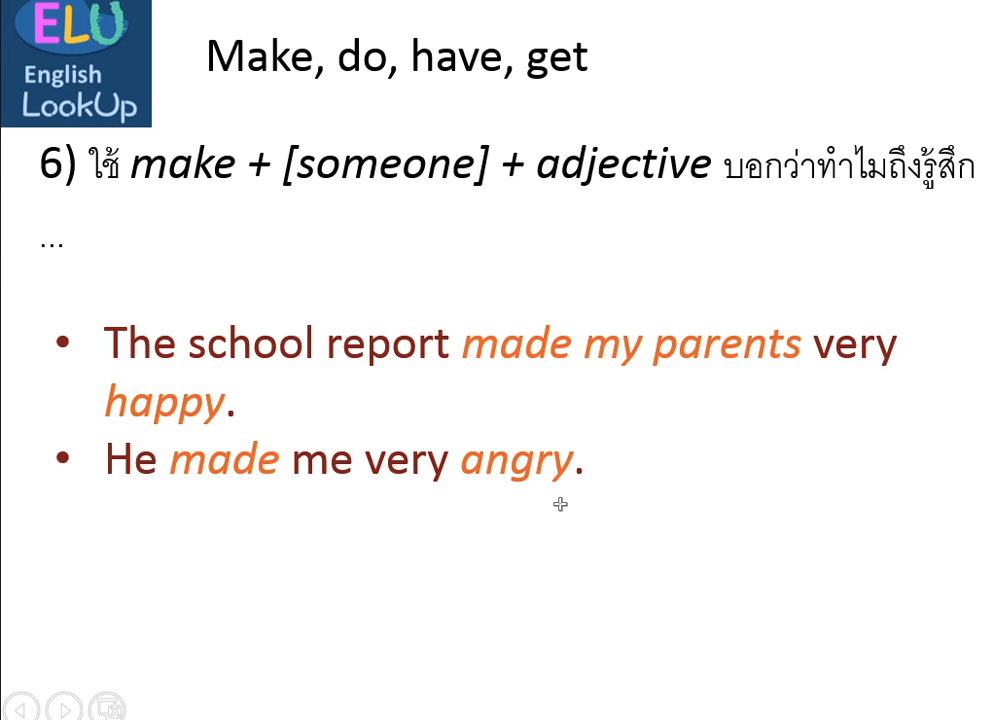 ELU
English
LookUp
Make, do, have, get
6) ใช้ make + [someone] + adjective บอกว่าทำไมถึงรู้สึก
...
• The school report made my parents very
happy.
• He made me very angry.